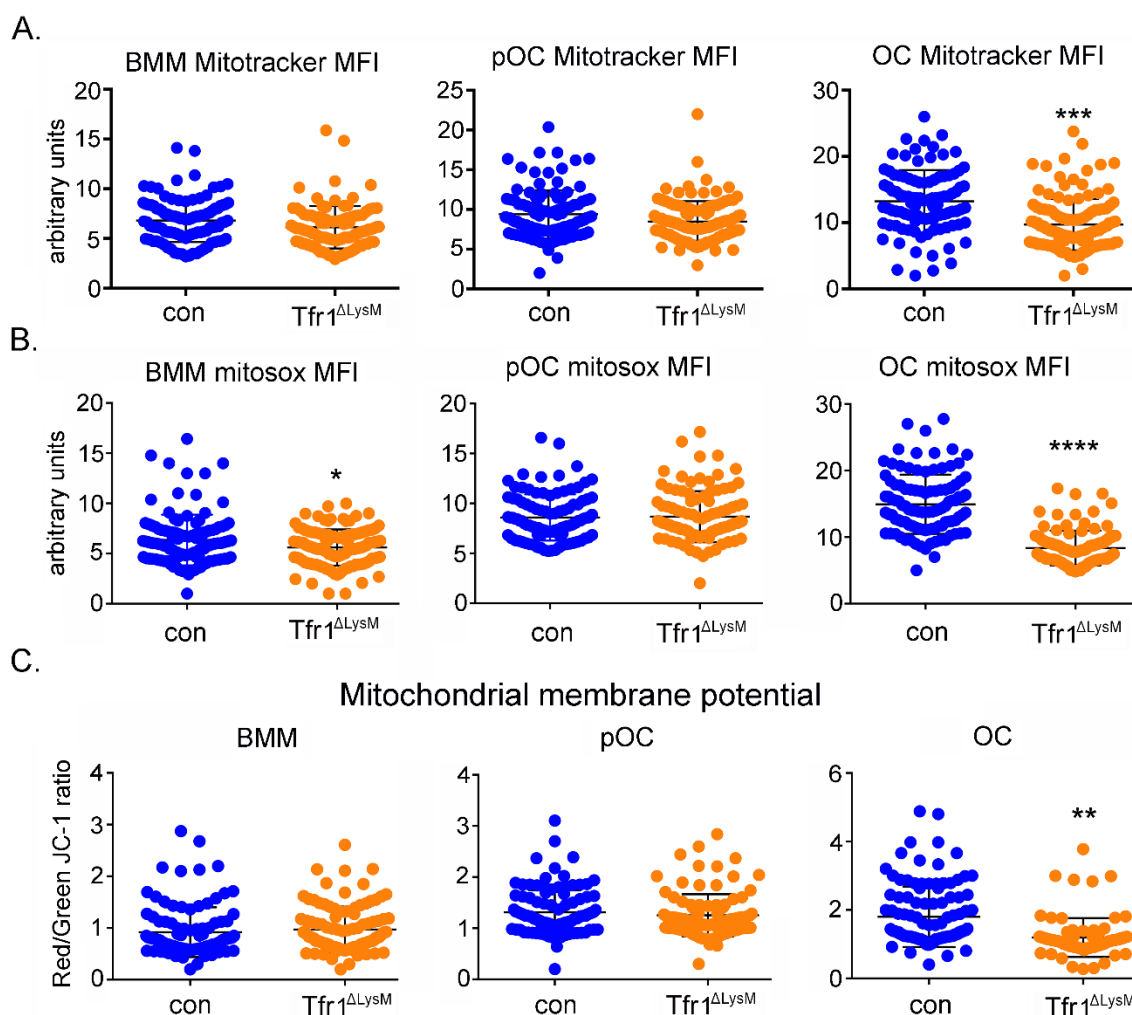 A.
BMM Mitotracker MFI
pOC Mitotracker MFI
OC Mitotracker MFI
arbitrary units
20
15
10
5
0
con
Tfr1ΔLysM
25
20
15
10
5
0
con
Tfr1ΔLysM
30
20
10
0
***
con
Tfr1ΔLysM
B.
BMM mitosox MFI
pOC mitosox MFI
OC mitosox MFI
arbitrary units
20
15
10
5
0
*
con
Tfr1ΔLysM
20
15
10
5
0
con
Tfr1ΔLysM
30
20
10
0
****
con
Tfr1ΔLysM
C.
Mitochondrial membrane potential
BMM
pOC
OC
Red/Green JC-1 ratio
4
3
2
1
0
con
Tfr1ΔLysM
4
3
2
1
0
con
Tfr1ΔLysM
6
4
2
0
**
con
Tfr1ΔLysM